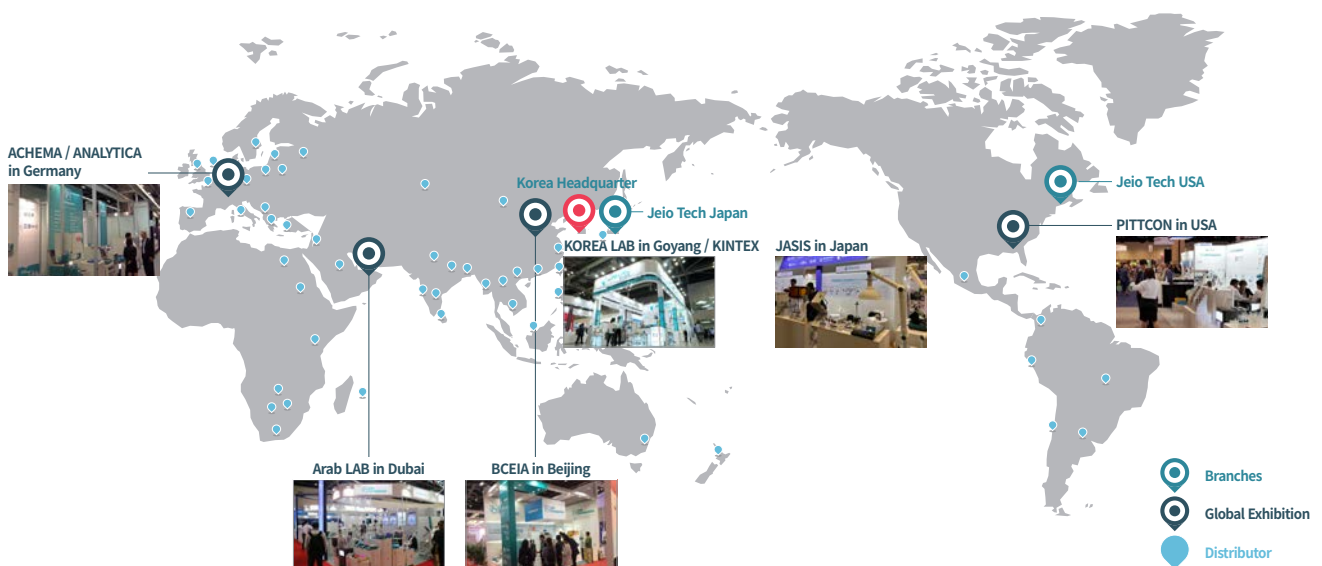 ACHEMA / ANALYTICA
in Germany
Korea Headquarter
Jeio Tech Japan
Jeio Tech USA
PITTCON in USA
KOREA LAB in Goyang / KINTEX
JASIS in Japan
Arab LAB in Dubai
BCEIA in Beijing
Branches
Global Exhibition
Distributor